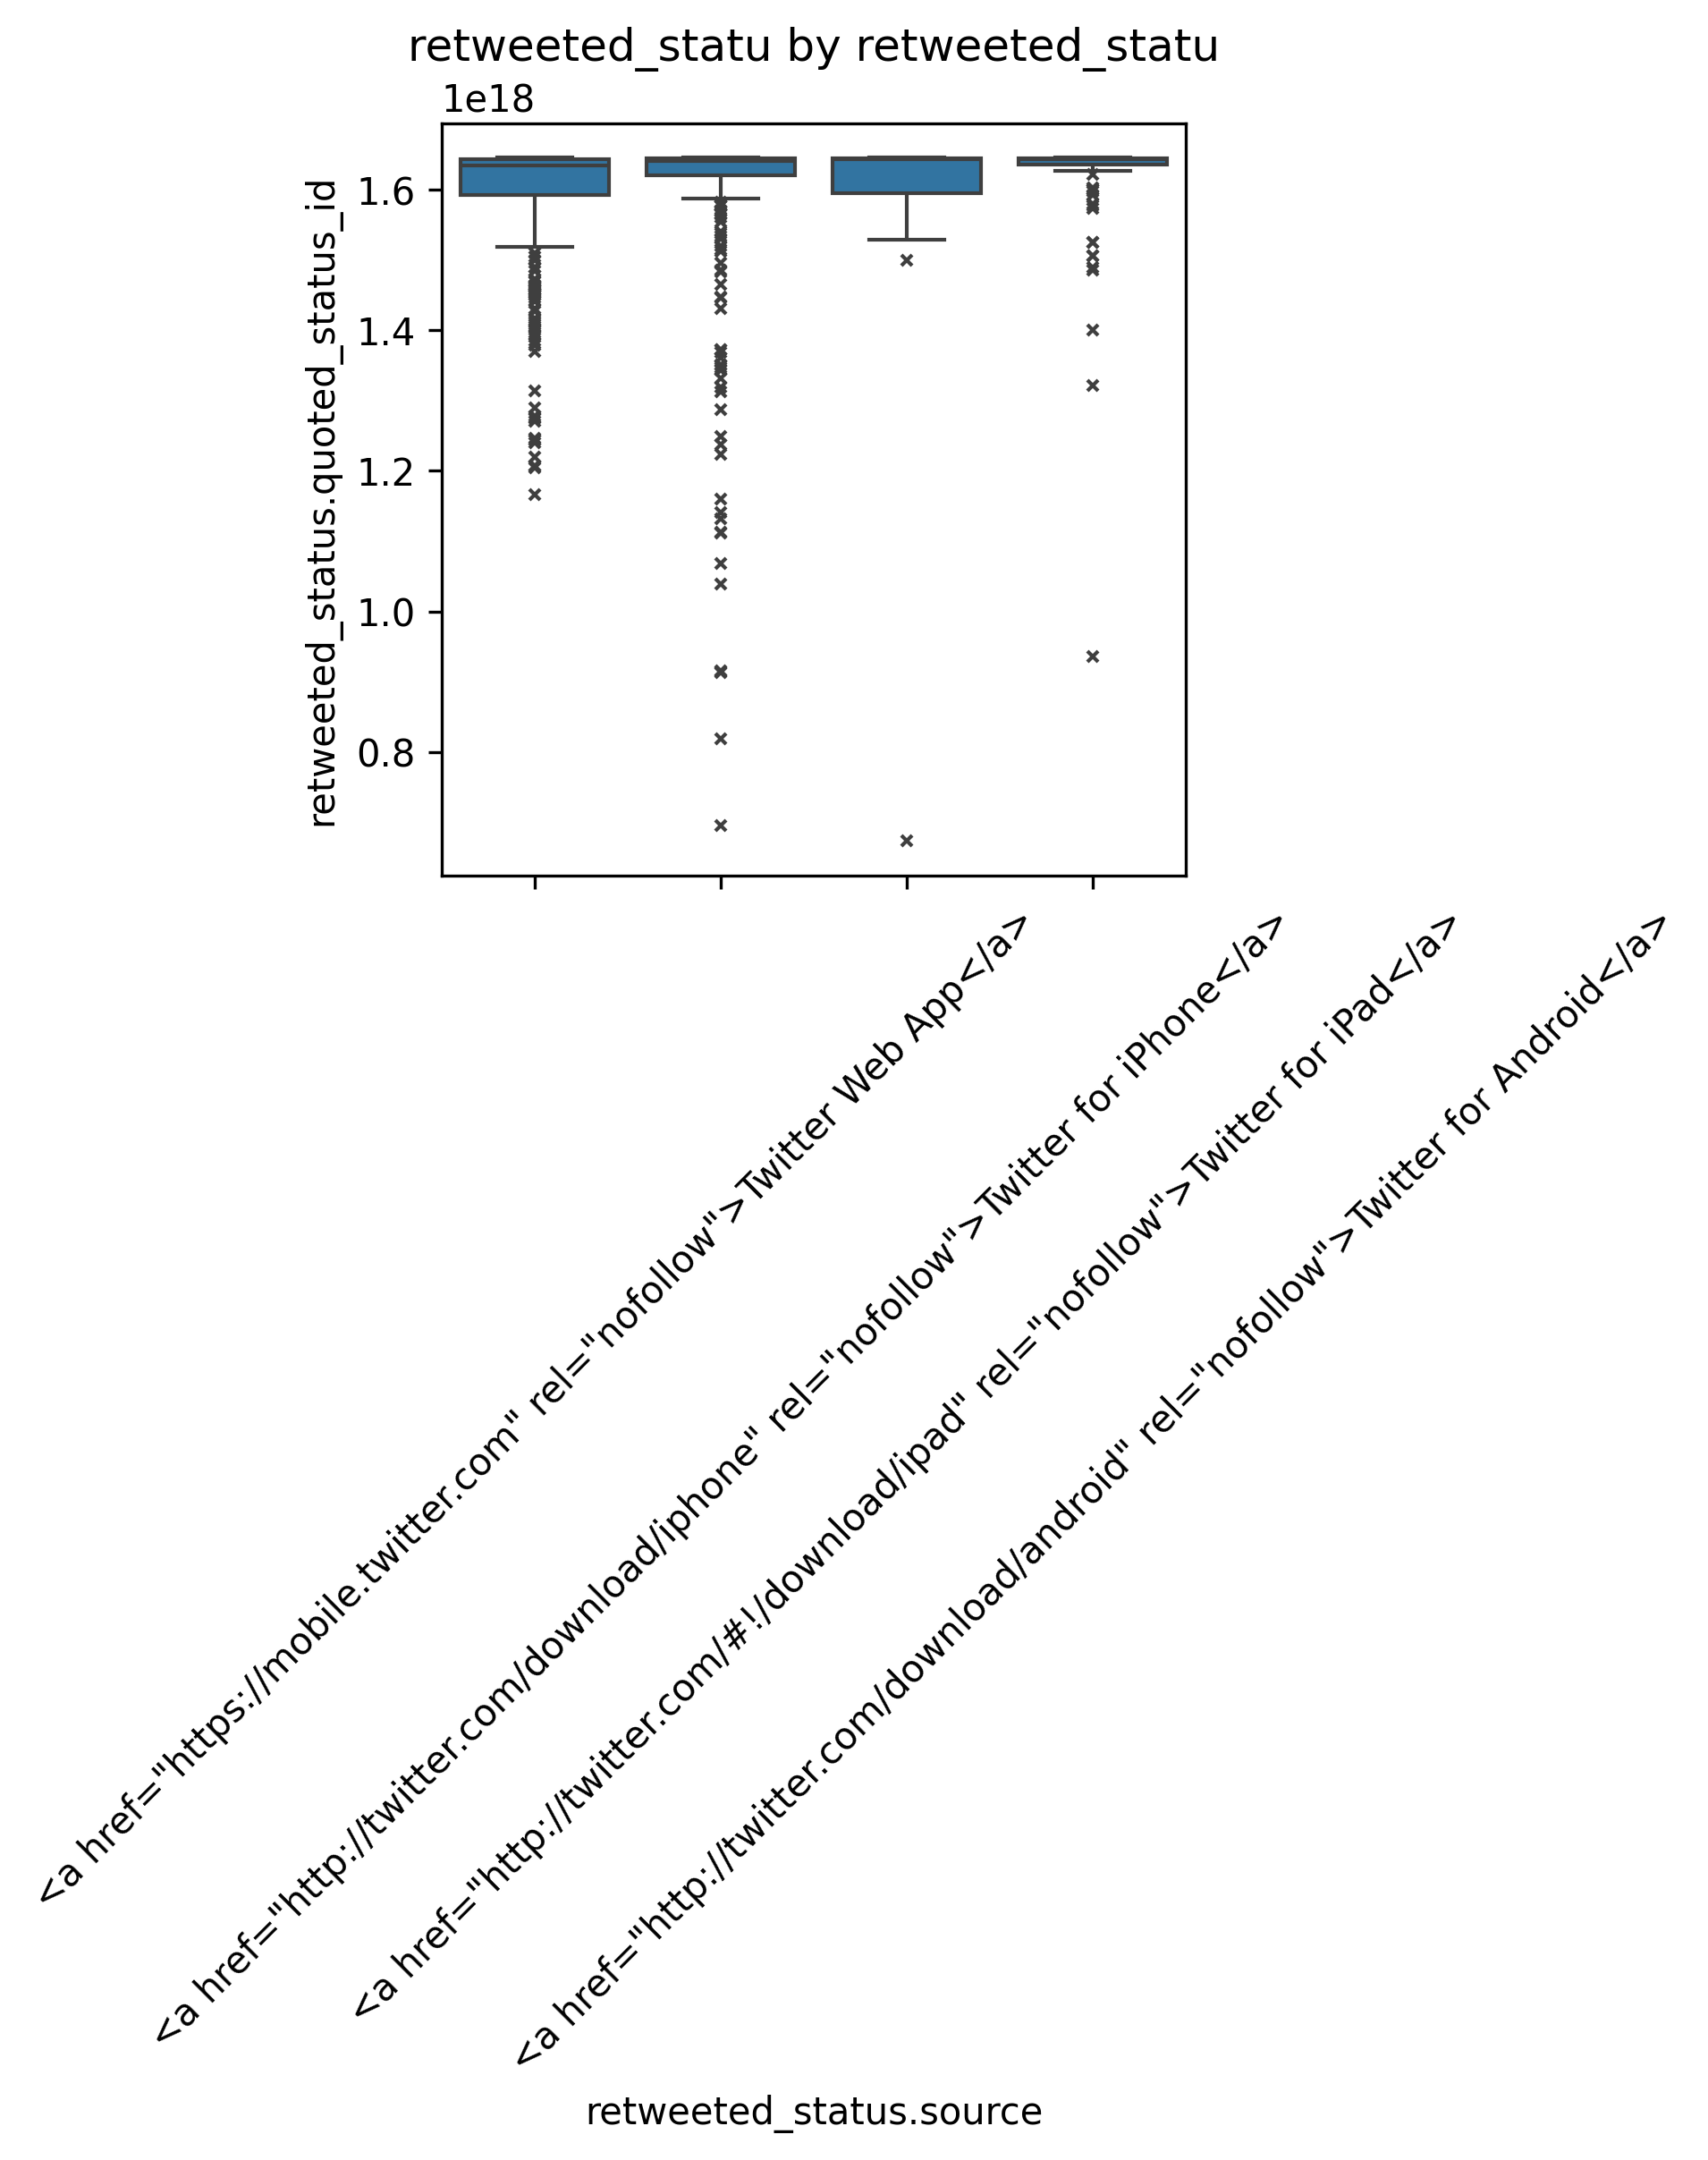 retweeted_statu by retweeted_statu
1e18
retweeted_status.quoted_status_id
1.6
1.4
1.2
1.0
0.8
<a href="https://mobile.twitter.com" rel="nofollow">Twitter Web App</a>
<a href="http://twitter.com/download/iphone" rel="nofollow">Twitter for iPhone</a>
<a href="http://twitter.com/#!/download/ipad" rel="nofollow">Twitter for iPad</a>
<a href="http://twitter.com/download/android" rel="nofollow">Twitter for Android</a>
retweeted_status.source